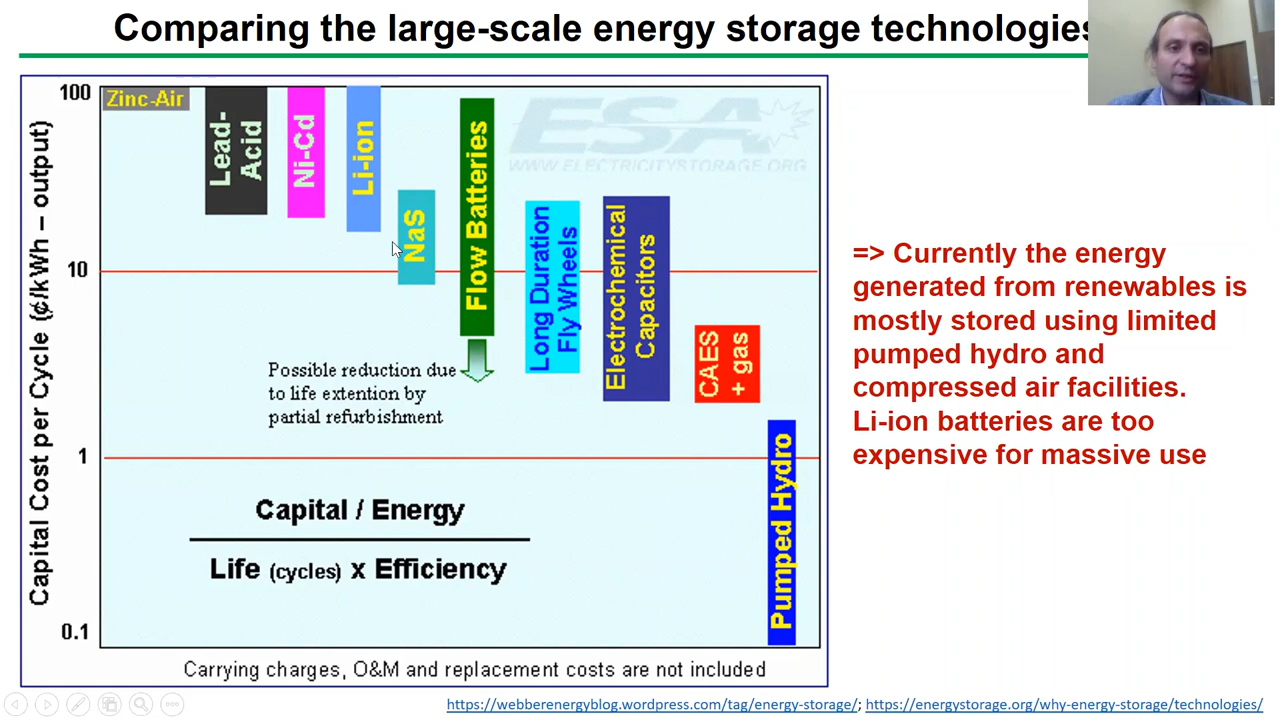 Comparing the large-scale energy storage technologies
100
10
1
0.1
Capital Cost per Cycle (¢/kWh – output)
Zinc-Air
Lead-
Acid
Ni-Cd
Li-ion
NaS
Flow Batteries
Long Duration
Fly Wheels
Electrochemical
Capacitors
CAES
+ gas
Pumped Hydro
ESA
WWW.ELECTRICITYSTORAGE.ORG
Possible reduction due
to life extention by
partial refurbishment
Capital / Energy
Life (cycles) x Efficiency
Carrying charges, O&M and replacement costs are not included
=> Currently the energy
generated from renewables is
mostly stored using limited
pumped hydro and
compressed air facilities.
Li-ion batteries are too
expensive for massive use
https://webberenergyblog.wordpress.com/tag/energy-storage/; https://energystorage.org/why-energy-storage/technologies/